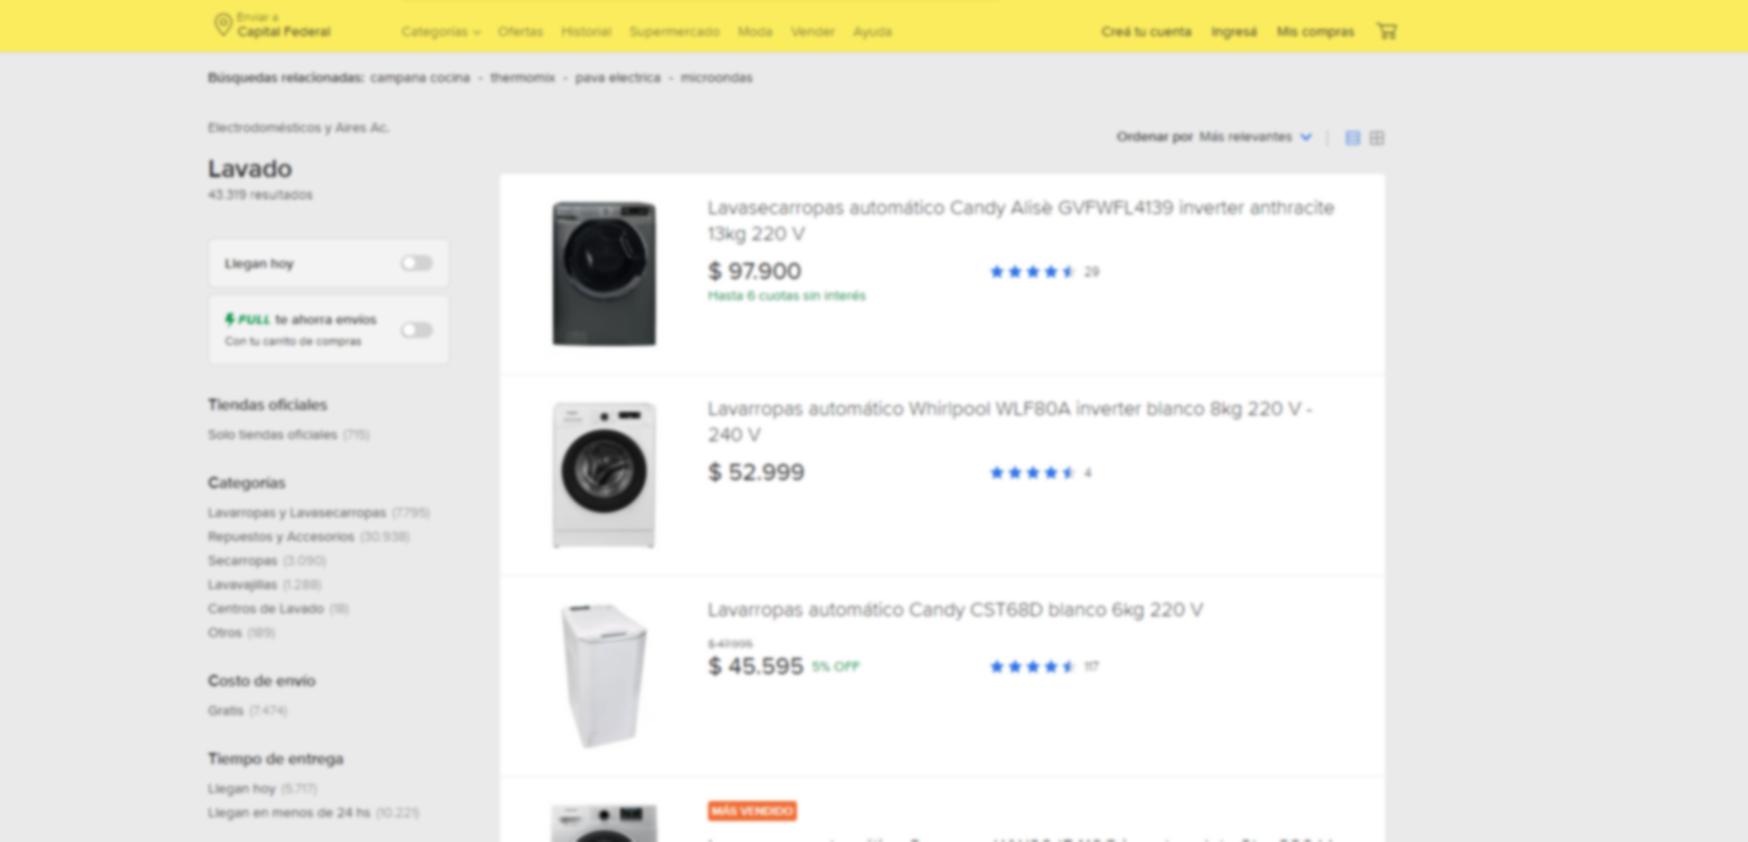 Enviar a
Capital Federal
Categorías Ofertas Historial Supermercado Moda Vender Ayuda
Creá tu cuenta Ingresá Mis compras
Búsquedas relacionadas: campana cocina - thermomix - pava electrica - microondas
Electrodomésticos y Aires Ac.
Lavado
43.319 resultados
Ordenar por Más relevantes
Llegan hoy
FULL te ahorra envíos
Con tu carrito de compras
Tiendas oficiales
Solo tiendas oficiales (715)
Categorías
Lavarropas y Lavasecarropas (7.795)
Repuestos y Accesorios (30.938)
Secarropas (3.090)
Lavavajillas (1.288)
Centros de Lavado (18)
Otros (189)
Costo de envío
Gratis (7.474)
Tiempo de entrega
Llegan hoy (5.717)
Llegan en menos de 24 hs (10.221)
Lavasecarropas automático Candy Alisè GVFWFL4139 inverter anthracite
13kg 220 V
$ 97.900
29
Hasta 6 cuotas sin interés
Lavarropas automático Whirlpool WLF80A inverter blanco 8kg 220 V -
240 V
$ 52.999
4
Lavarropas automático Candy CST68D blanco 6kg 220 V
$ 47.995
$ 45.595 5% OFF
117
MÁS VENDIDO